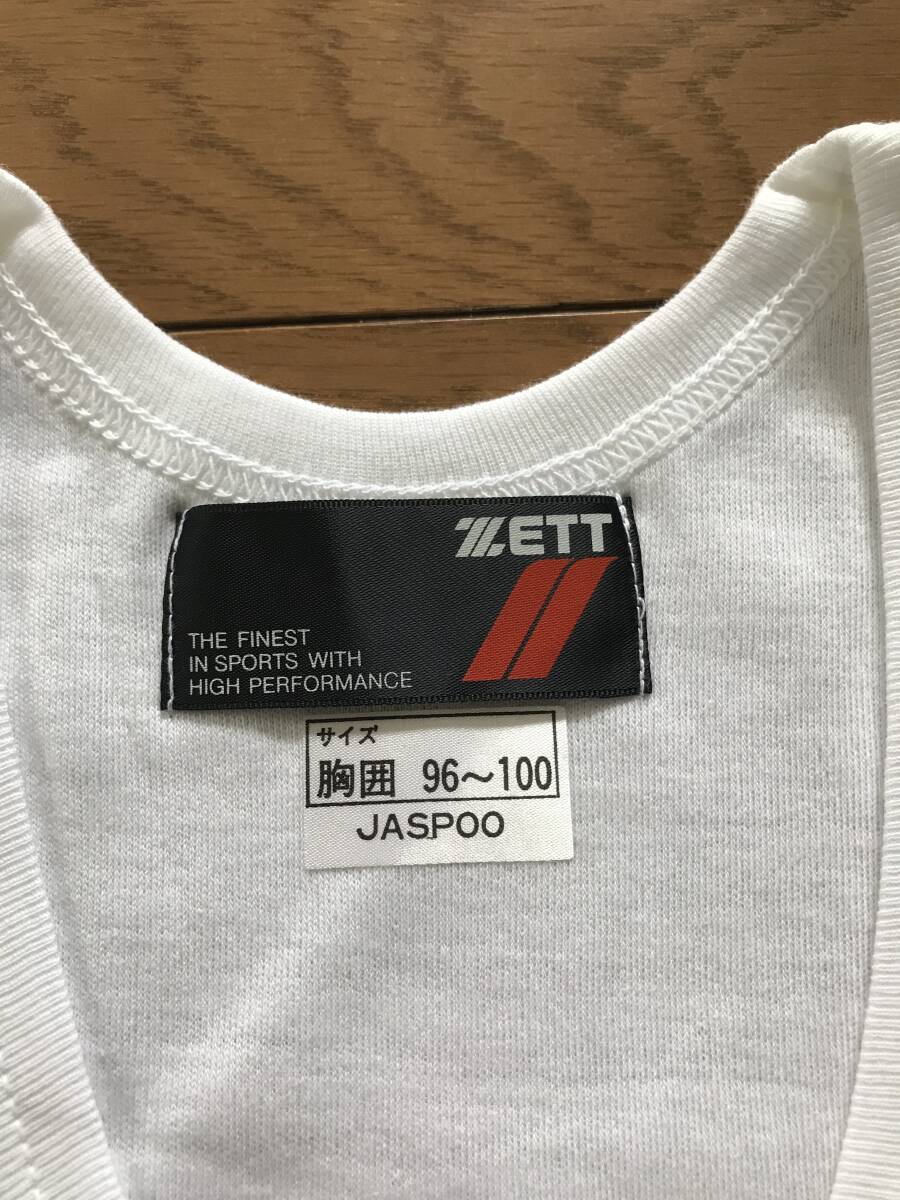 ZETT
THE FINEST
IN SPORTS WITH
HIGH PERFORMANCE
サイズ
胸囲 96～100
JASPOO